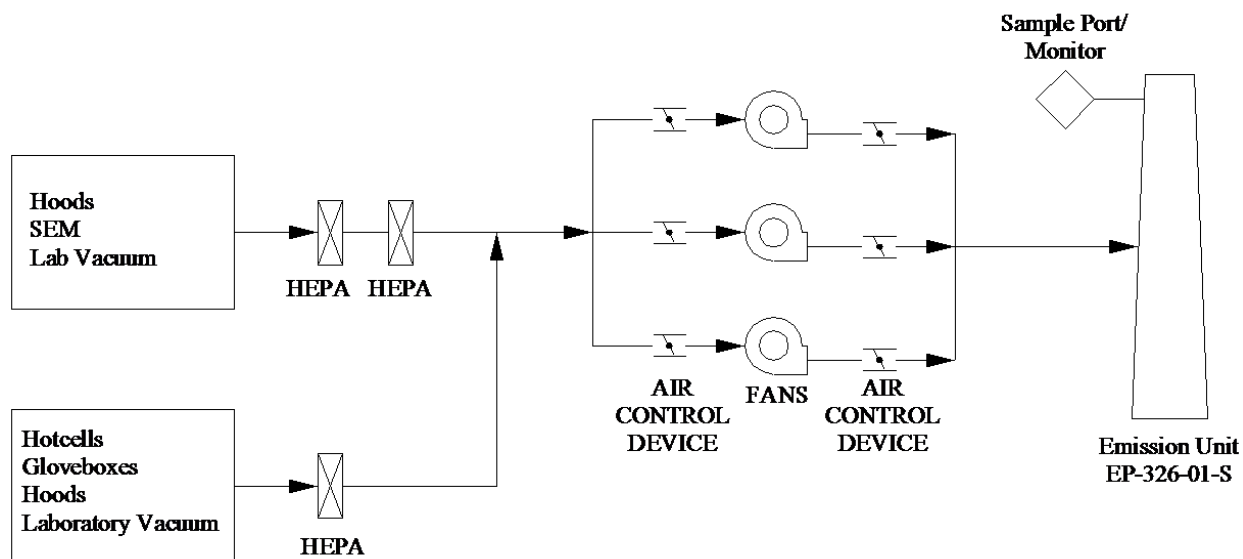 Sample Port/
Monitor
Hoods
SEM
Lab Vacuum
HEPA
HEPA
AIR
CONTROL
DEVICE
FANS
AIR
CONTROL
DEVICE
Hotcells
Gloveboxes
Hoods
Laboratory Vacuum
HEPA
Emission Unit
EP-326-01-S